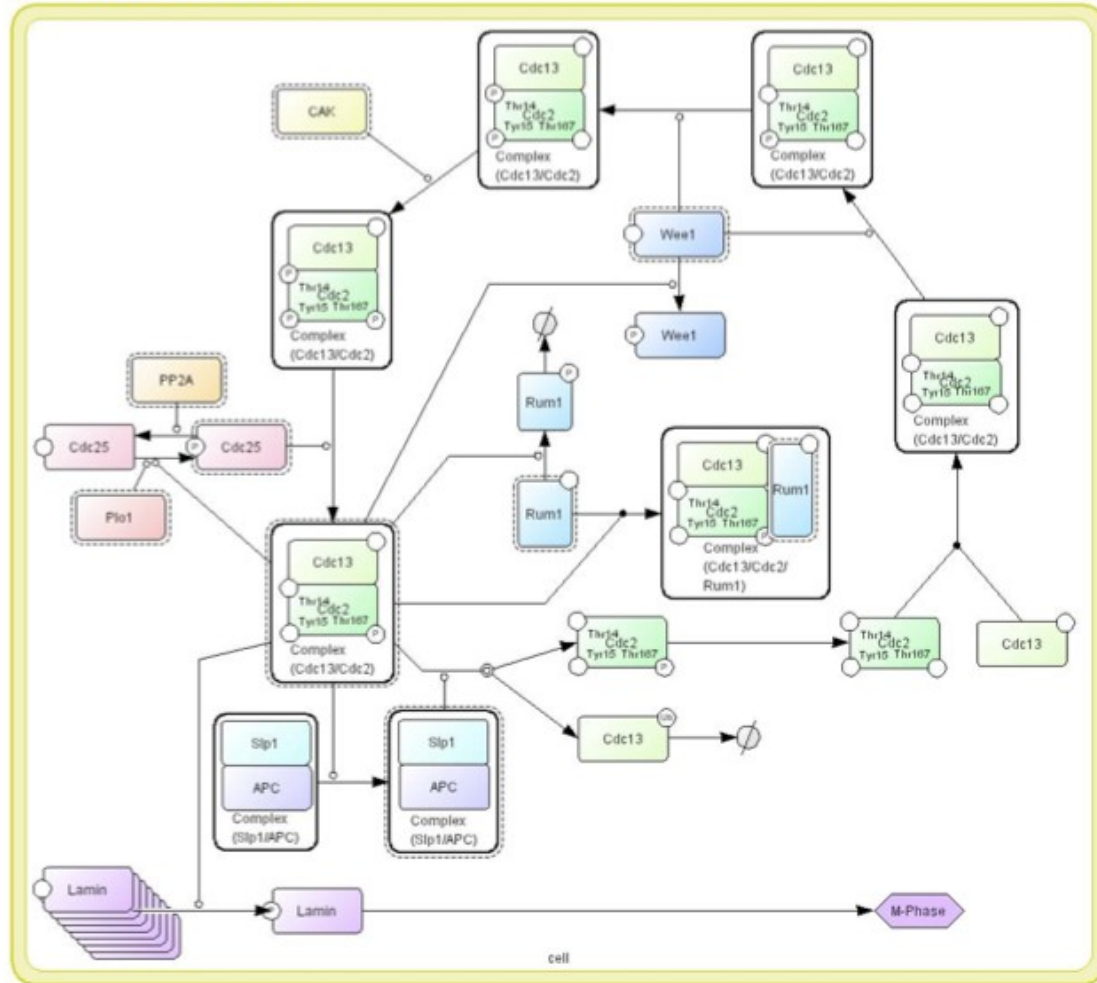 Cdc13
P
Thr14
Cdc2
Tyr15 Thr167
P
Complex
(Cdc13/Cdc2)
Cdc13
Thr14
Cdc2
Tyr15 Thr167
P
Complex
(Cdc13/Cdc2)
CAK
Wee1
Cdc13
P
Thr14
Cdc2
Tyr15 Thr167
P
P
Complex
(Cdc13/Cdc2)
P
Wee1
Cdc13
Thr14
Cdc2
Tyr15 Thr167
Complex
(Cdc13/Cdc2)
PP2A
P
Rum1
Cdc25
P
Cdc25
Plo1
Rum1
Cdc13
Rum1
Thr14
Cdc2
Tyr15 Thr167
P
Complex
(Cdc13/Cdc2/
Rum1)
Cdc13
Thr14
Cdc2
Tyr15 Thr167
P
Complex
(Cdc13/Cdc2)
Thr14
Cdc2
Tyr15 Thr167
P
Thr14
Cdc2
Tyr15 Thr167
Cdc13
Ub
Cdc13
Slp1
APC
Complex
(Slp1/APC)
Slp1
APC
Complex
(Slp1/APC)
Lamin
P
Lamin
M-Phase
cell